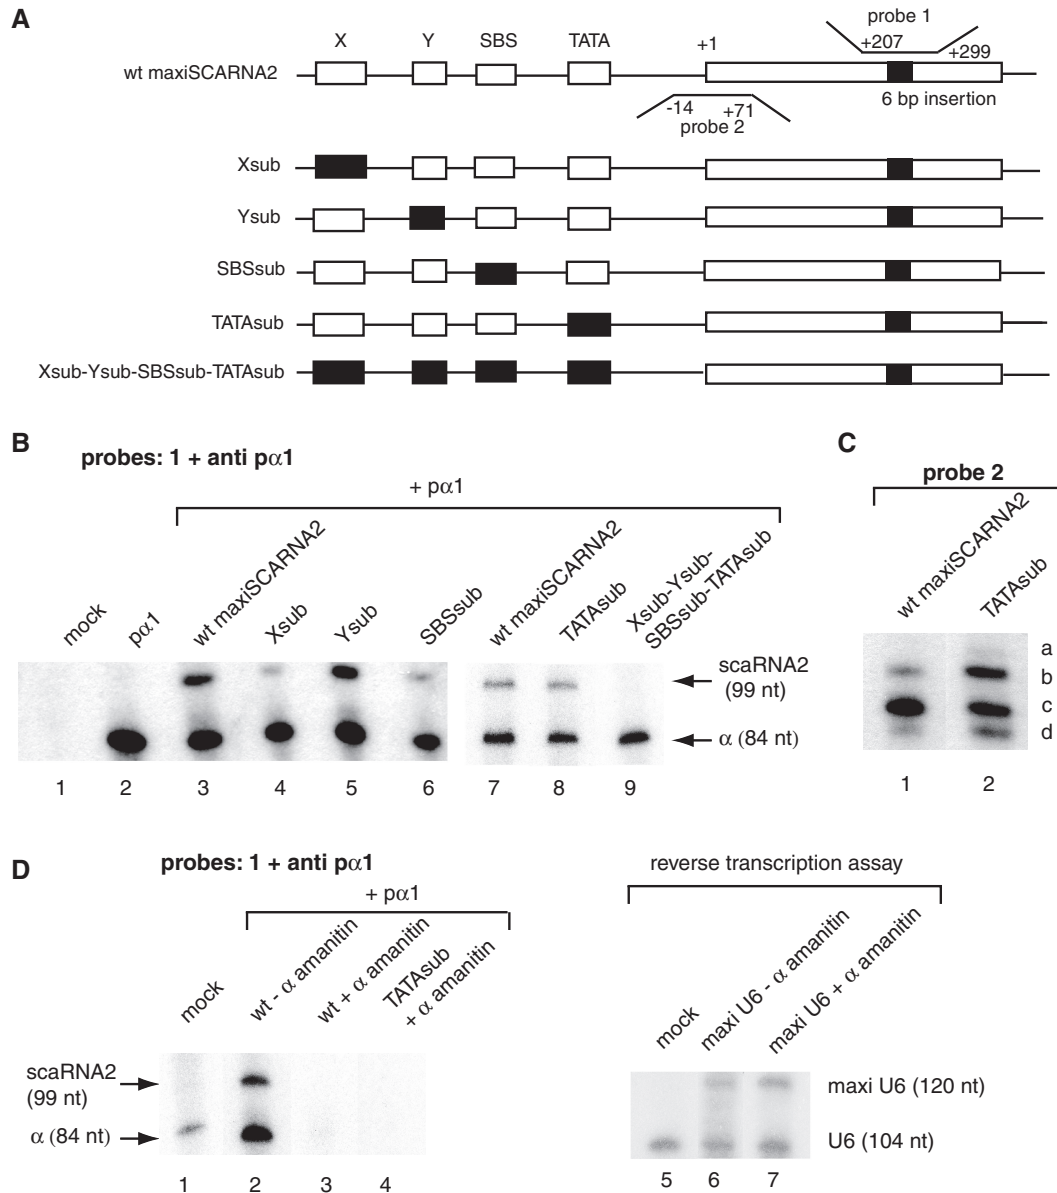 A
X Y SBS TATA +1 probe 1
+207 +299
wt maxiSCARNA2
6 bp insertion
-14 +71
probe 2
Xsub
Ysub
SBSsub
TATAsub
Xsub-Ysub-SBSsub-TATAsub
B
probes: 1 + anti pα1
+ pα1
mock
pα1
wt maxiSCARNA2
Xsub
Ysub
SBSsub
wt maxiSCARNA2
TATAsub
Xsub-Ysub-
SBSsub-TATAsub
scaRNA2
(99 nt)
α (84 nt)
1 2 3 4 5 6 7 8 9
C
probe 2
wt maxiSCARNA2
TATAsub
a
b
c
d
1 2
D
probes: 1 + anti pα1
+ pα1
mock
wt - α amanitin
wt + α amanitin
TATAsub
+ α amanitin
scaRNA2
(99 nt)
α (84 nt)
1 2 3 4
reverse transcription assay
mock
maxi U6 - α amanitin
maxi U6 + α amanitin
maxi U6 (120 nt)
U6 (104 nt)
5 6 7